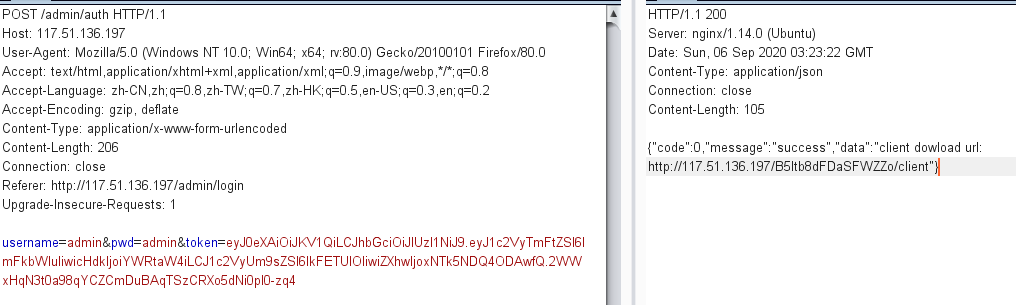 POST /admin/auth HTTP/1.1
Host: 117.51.136.197
User-Agent: Mozilla/5.0 (Windows NT 10.0; Win64; x64; rv:80.0) Gecko/20100101 Firefox/80.0
Accept: text/html,application/xhtml+xml,application/xml;q=0.9,image/webp,*/*;q=0.8
Accept-Language: zh-CN,zh;q=0.8,zh-TW;q=0.7,zh-HK;q=0.5,en-US;q=0.3,en;q=0.2
Accept-Encoding: gzip, deflate
Content-Type: application/x-www-form-urlencoded
Content-Length: 206
Connection: close
Referer: http://117.51.136.197/admin/login
Upgrade-Insecure-Requests: 1
username=admin&pwd=admin&token=eyJ0eXAiOiJKV1QiLCJhbGciOiJIUzI1NiJ9.eyJ1c2VyTmFtZSI6I
mFkbWluIiwicHdkIjoiYWRtaW4iLCJ1c2VyUm9sZSI6IkFETUlOIiwiZXhwIjoxNTk5NDQ4ODAwfQ.2WW
xHqN3t0a98qYCZCmDuBAqTSzCRXo5dNi0pI0-zq4
HTTP/1.1 200
Server: nginx/1.14.0 (Ubuntu)
Date: Sun, 06 Sep 2020 03:23:22 GMT
Content-Type: application/json
Connection: close
Content-Length: 105
{"code":0,"message":"success","data":"client dowload url:
http://117.51.136.197/B5Itb8dFDaSFWZZo/client"}